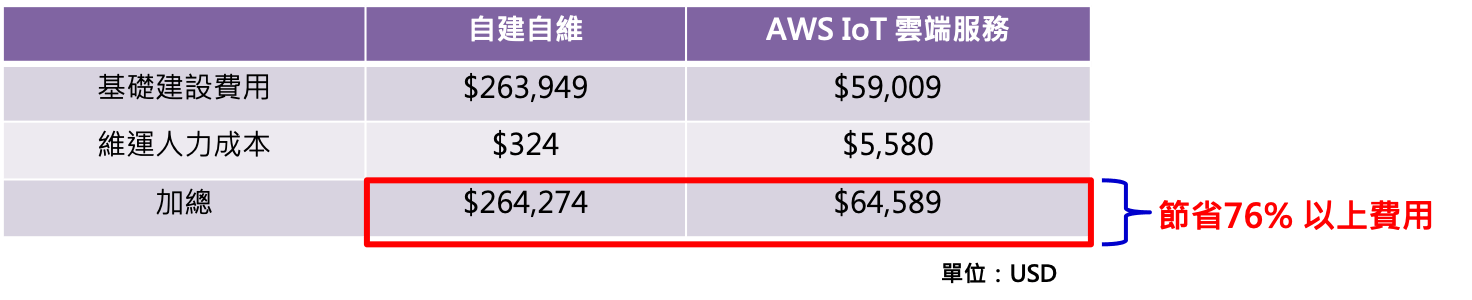 自建自維 AWS IoT 雲端服務
基礎建設費用 $263,949 $59,009
維運人力成本 $324 $5,580
加總 $264,274 $64,589
節省76% 以上費用
單位：USD